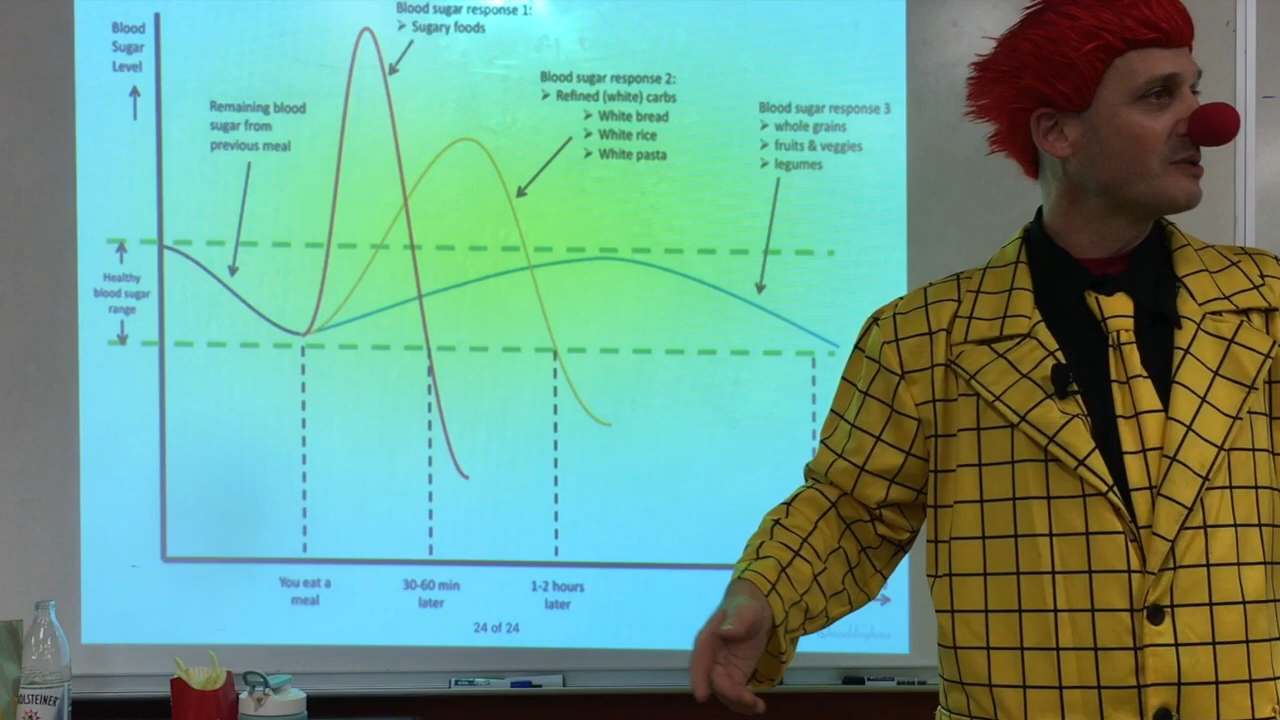 Blood sugar response 1:
➢ Sugary foods
Blood
Sugar
Level
Blood sugar response 2:
➢ Refined (white) carbs
➢ White bread
➢ White rice
➢ White pasta
Blood sugar response 3
➢ whole grains
➢ fruits & veggies
➢ legumes
Remaining blood
sugar from
previous meal
Healthy
blood sugar
range
You eat a
meal
30-60 min
later
1-2 hours
later
24 of 24
OLSTEINER